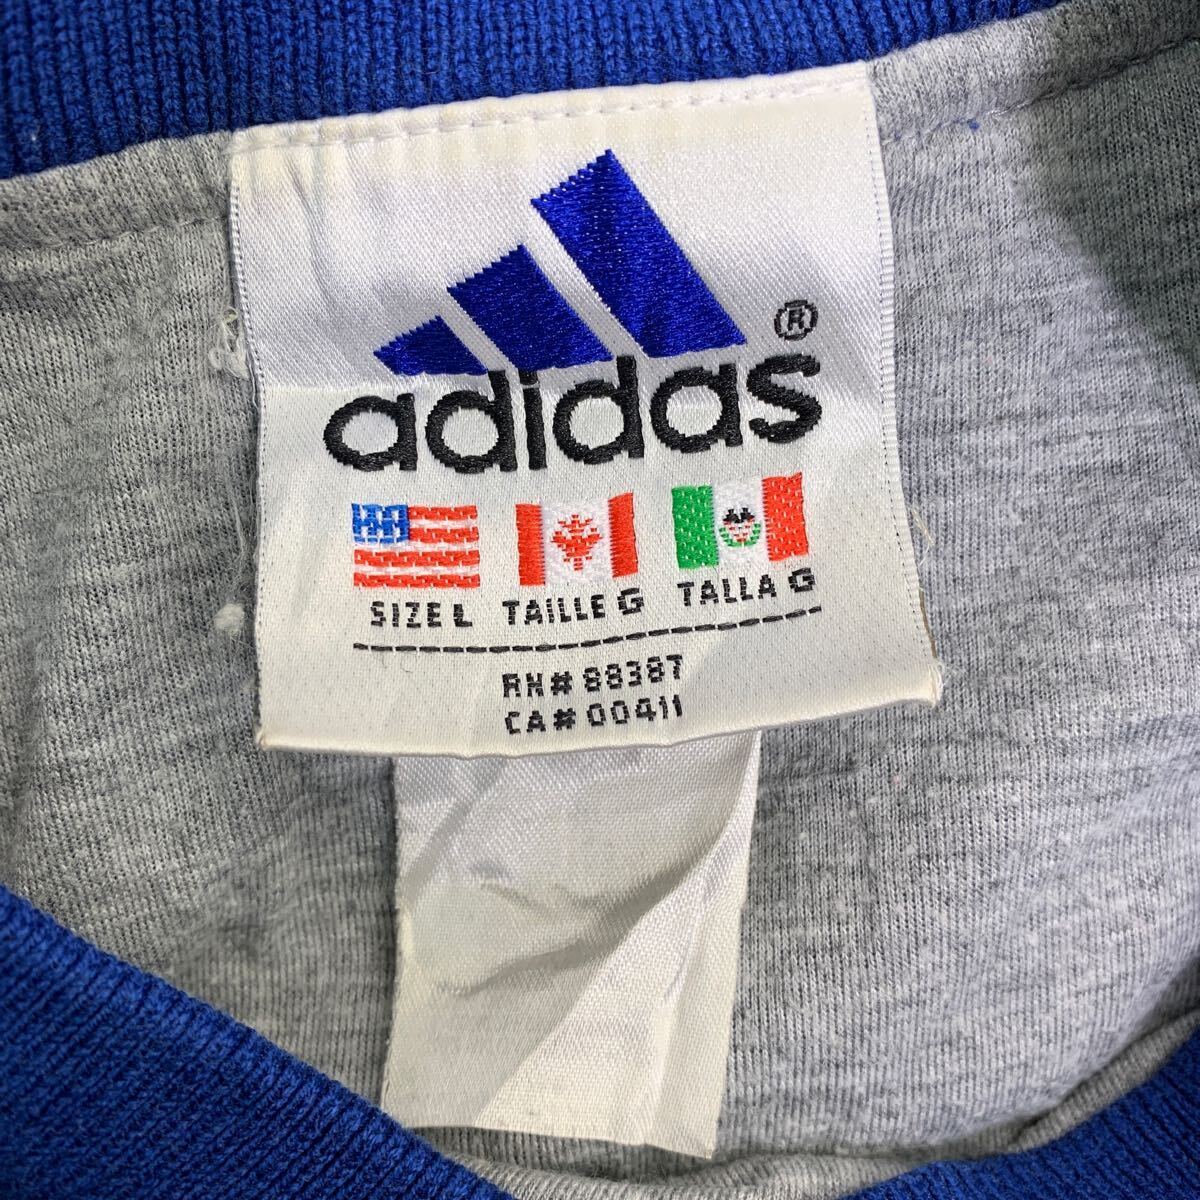 adidas®
SIZE L TAILLE G TALLA G
RN# 88387
CA# 00411